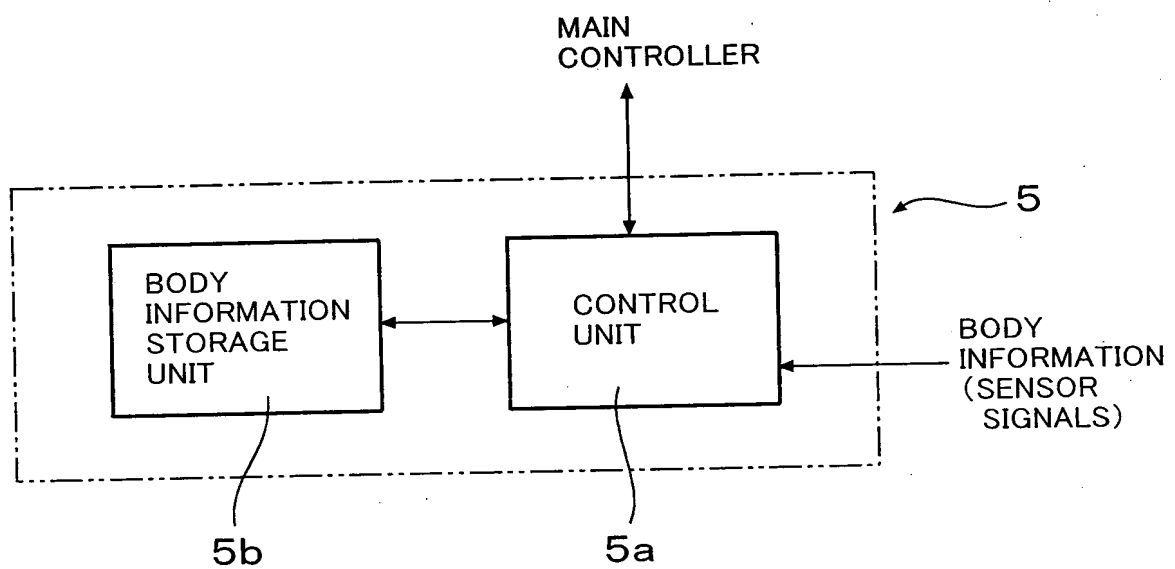 MAIN
CONTROLLER
5
BODY
INFORMATION
STORAGE
UNIT
CONTROL
UNIT
BODY
INFORMATION
(SENSOR
SIGNALS)
5b
5a